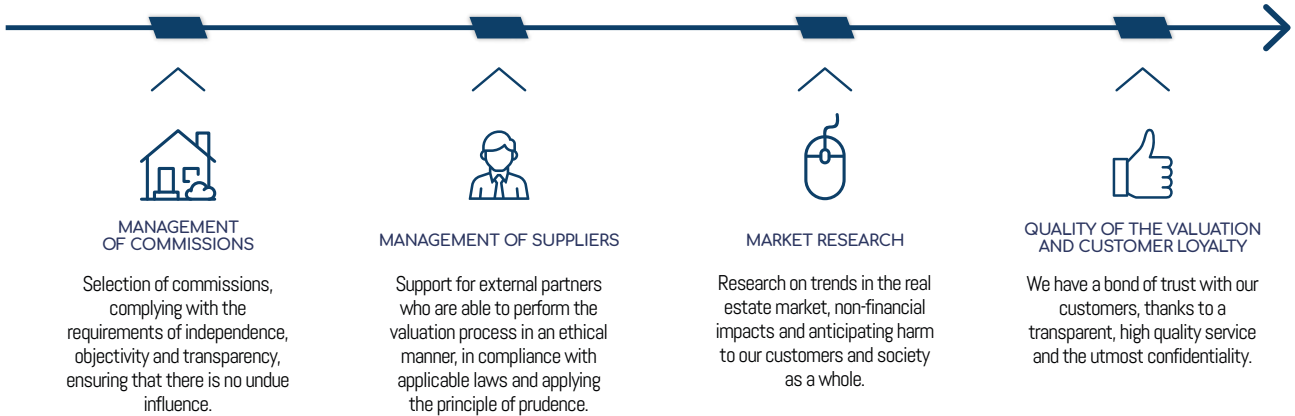 MANAGEMENT
OF COMMISSIONS
Selection of commissions,
complying with the
requirements of independence,
objectivity and transparency,
ensuring that there is no undue
influence.
MANAGEMENT OF SUPPLIERS
Support for external partners
who are able to perform the
valuation process in an ethical
manner, in compliance with
applicable laws and applying
the principle of prudence.
MARKET RESEARCH
Research on trends in the real
estate market, non-financial
impacts and anticipating harm
to our customers and society
as a whole.
QUALITY OF THE VALUATION
AND CUSTOMER LOYALTY
We have a bond of trust with our
customers, thanks to a
transparent, high quality service
and the utmost confidentiality.